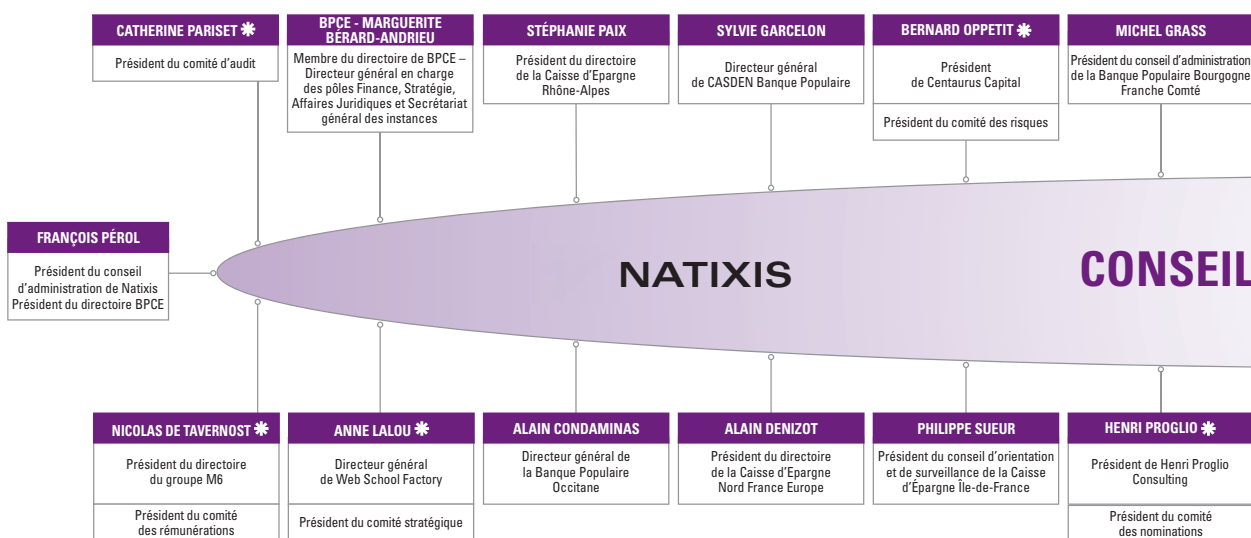 CATHERINE PARISET *
Président du comité d'audit
BPCE - MARGUERITE
BÉRARD-ANDRIEU
Membre du directoire de BPCE –
Directeur général en charge
des pôles Finance, Stratégie,
Affaires Juridiques et Secrétariat
général des instances
STÉPHANIE PAIX
Président du directoire
de la Caisse d'Epargne
Rhône-Alpes
SYLVIE GARCELON
Directeur général
de CASDEN Banque Populaire
BERNARD OPPETIT *
Président
de Centaurus Capital
Président du comité des risques
MICHEL GRASS
Président du conseil d'administration
de la Banque Populaire Bourgogne
Franche Comté
FRANÇOIS PÉROL
Président du conseil
d'administration de Natixis
Président du directoire BPCE
NATIXIS
CONSEIL
NICOLAS DE TAVERNOST *
Président du directoire
du groupe M6
Président du comité
des rémunérations
ANNE LALOU *
Directeur général
de Web School Factory
Président du comité stratégique
ALAIN CONDAMINAS
Directeur général de
la Banque Populaire
Occitane
ALAIN DENIZOT
Président du directoire
de la Caisse d'Epargne
Nord France Europe
PHILIPPE SUEUR
Président du conseil d'orientation
et de surveillance de la Caisse
d'Épargne Île-de-France
HENRI PROGLIO *
Président de Henri Proglio
Consulting
Président du comité
des nominations